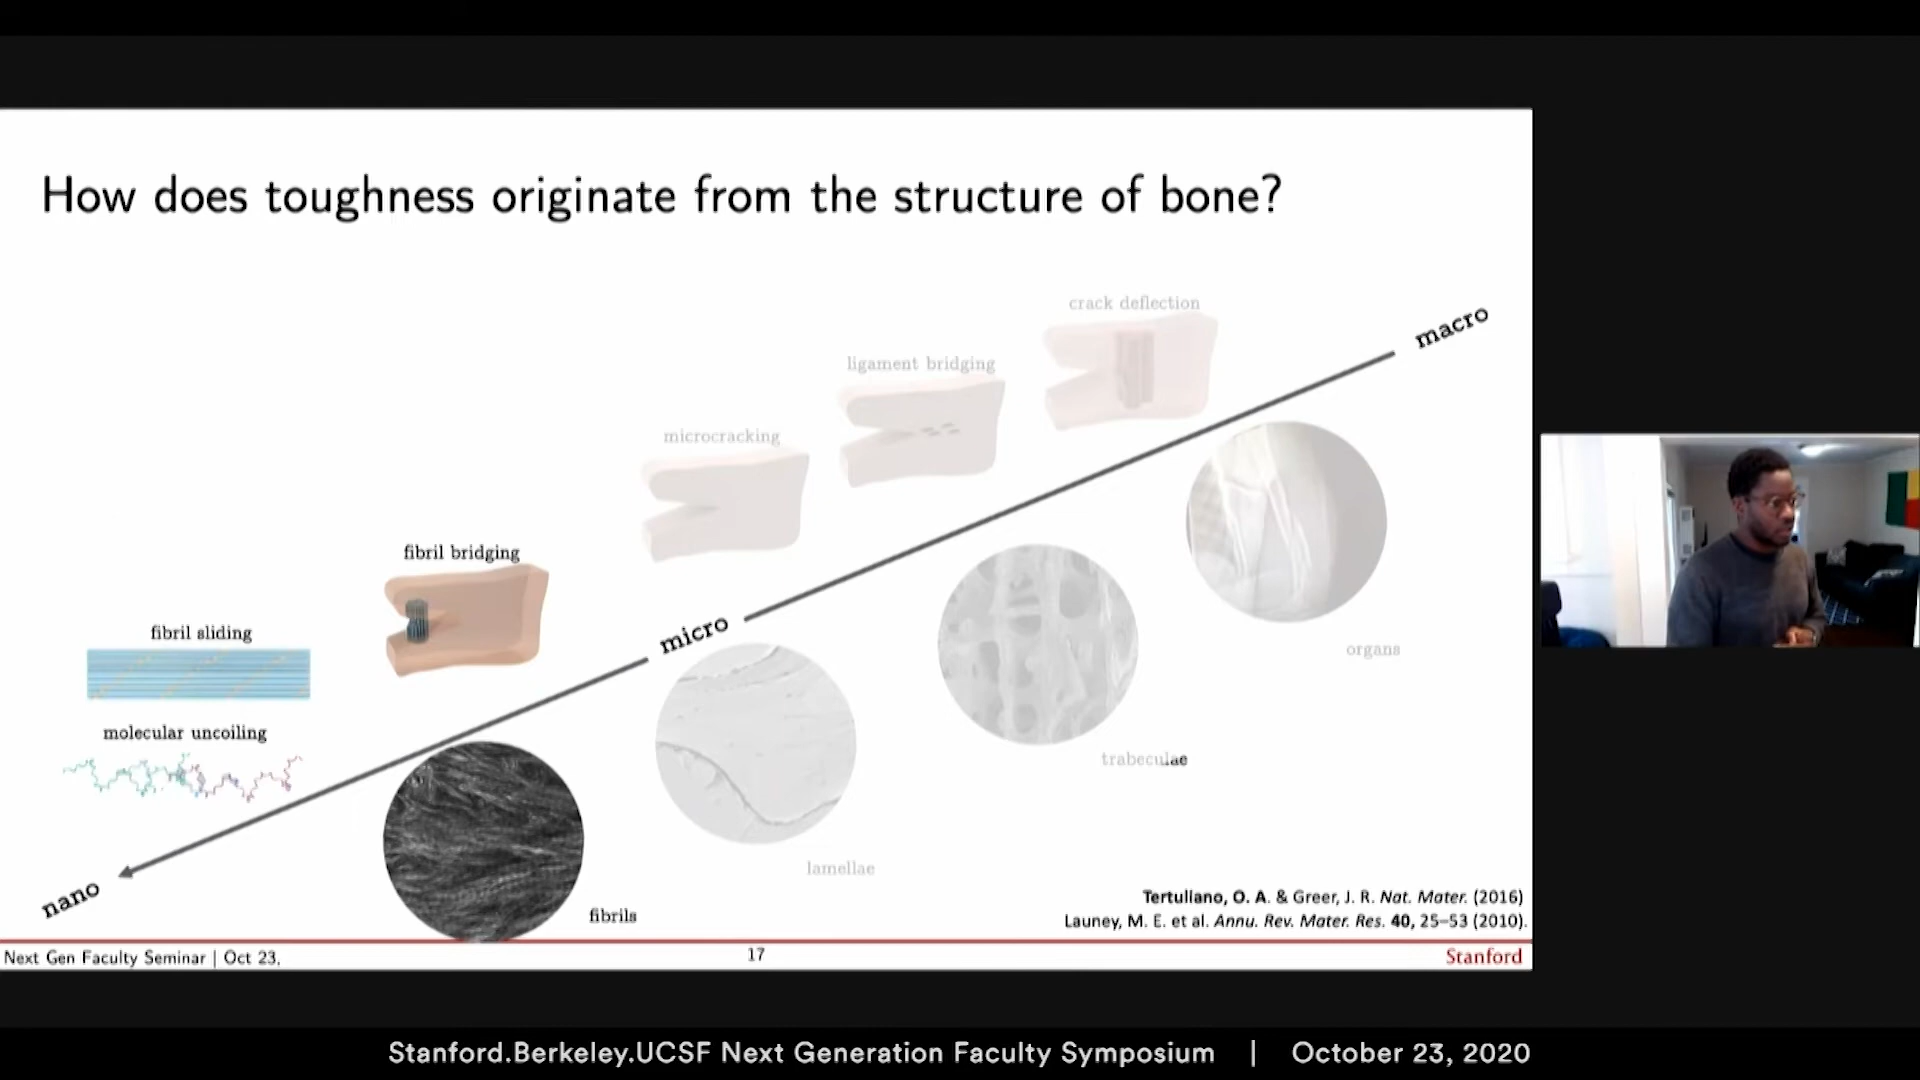 How does toughness originate from the structure of bone?
crack deflection
macro
ligament bridging
microcracking
fibril bridging
micro
fibril sliding
organs
molecular uncoiling
trabeculae
lamellae
nano
fibrils
Tertuliano, O. A. & Greer, J. R. Nat. Mater. (2016)
Launey, M. E. et al. Annu. Rev. Mater. Res. 40, 25–53 (2010).
Next Gen Faculty Seminar | Oct 23,
17
Stanford
Stanford.Berkeley.UCSF Next Generation Faculty Symposium | October 23, 2020